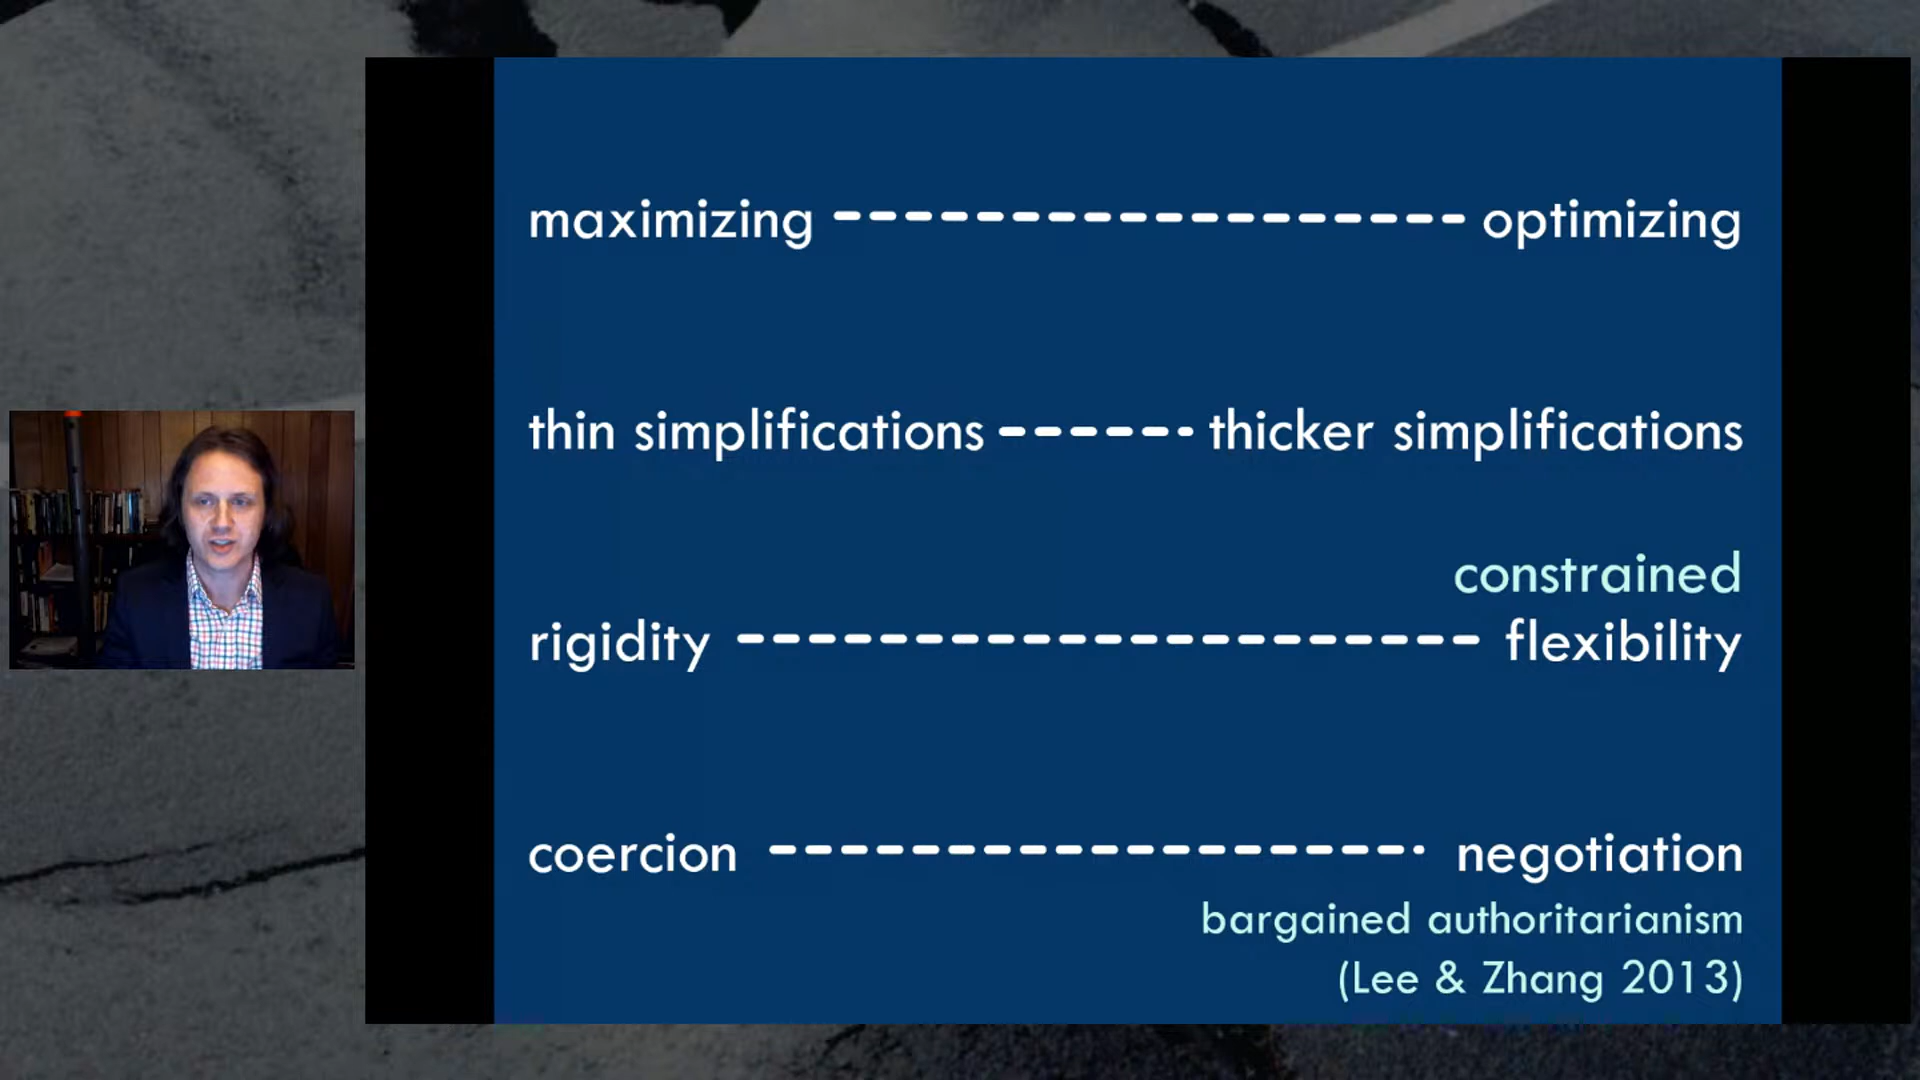 maximizing ------------------ optimizing
thin simplifications ------ thicker simplifications
constrained
rigidity --------------------- flexibility
coercion ------------------- negotiation
bargained authoritarianism
(Lee & Zhang 2013)